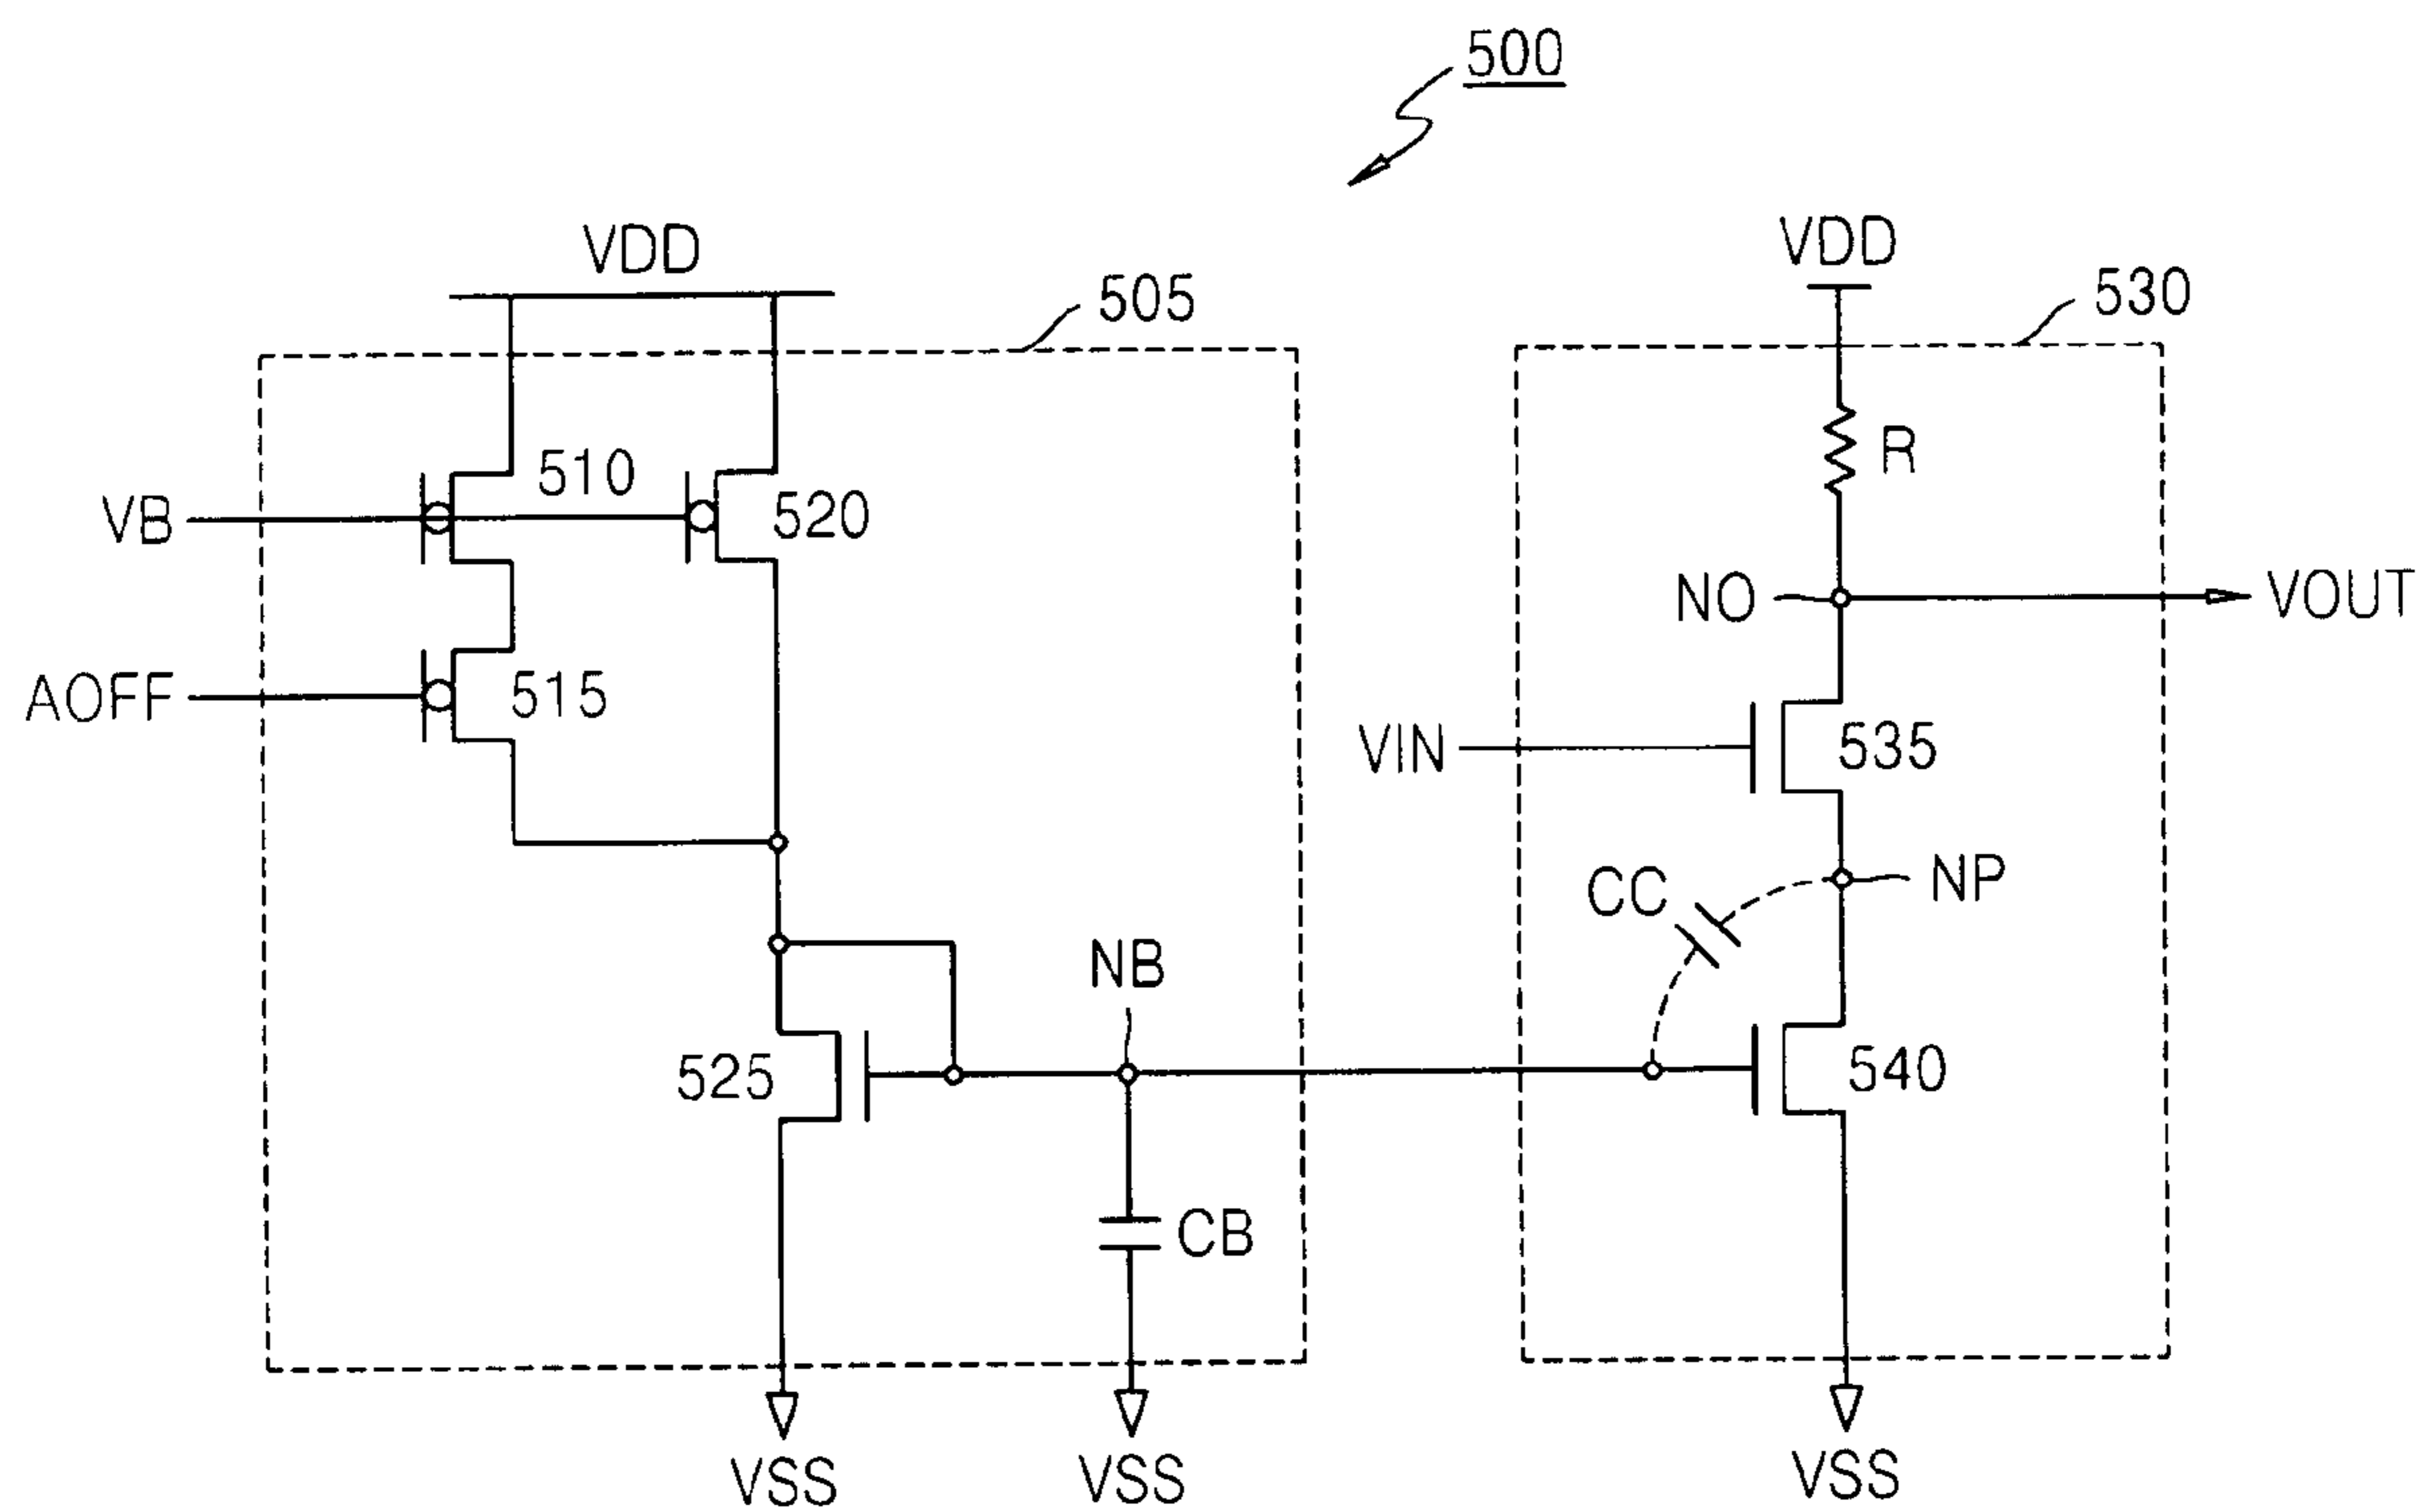 500
VDD
505
VDD
530
510
520
VB
R
NO
VOUT
AOFF
515
VIN
535
CC
NP
NB
525
540
CB
VSS
VSS
VSS